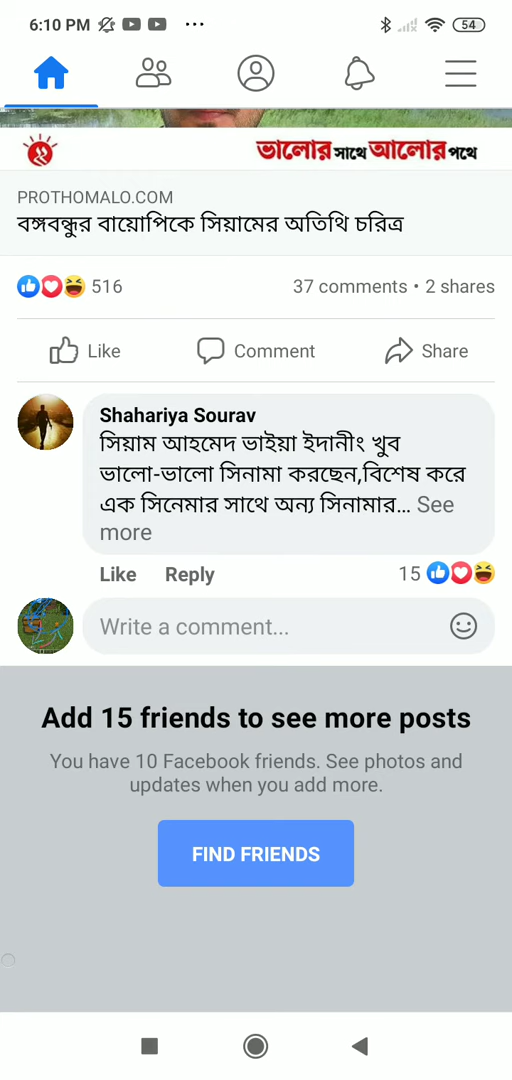 6:10 PM
54
ভালোর সাথে আলোর পথে
PROTHOMALO.COM
বঙ্গবন্ধুর বায়োপিকে সিয়ামের অতিথি চরিত্র
516
37 comments • 2 shares
Like
Comment
Share
Shahariya Sourav
সিয়াম আহমেদ ভাইয়া ইদানীং খুব
ভালো-ভালো সিনামা করছেন,বিশেষ করে
এক সিনেমার সাথে অন্য সিনামার... See
more
Like Reply 15
Write a comment...
Add 15 friends to see more posts
You have 10 Facebook friends. See photos and
updates when you add more.
FIND FRIENDS